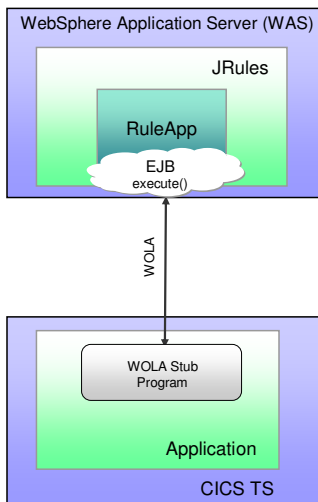 WebSphere Application Server (WAS)
JRules
RuleApp
EJB
execute()
WOLA
WOLA Stub
Program
Application
CICS TS